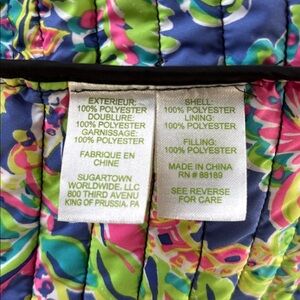 EXTERIEUR:
100% POLYESTER
DOUBLURE:
100% POLYESTER
GARNISSAGE:
100% POLYESTER
FABRIQUE EN
CHINE
SUGARTOWN
WORLDWIDE, LLC
800 THIRD AVENUE
KING OF PRUSSIA, PA
SHELL:
100% POLYESTER
LINING:
100% POLYESTER
FILLING:
100% POLYESTER
MADE IN CHINA
RN # 88189
SEE REVERSE
FOR CARE